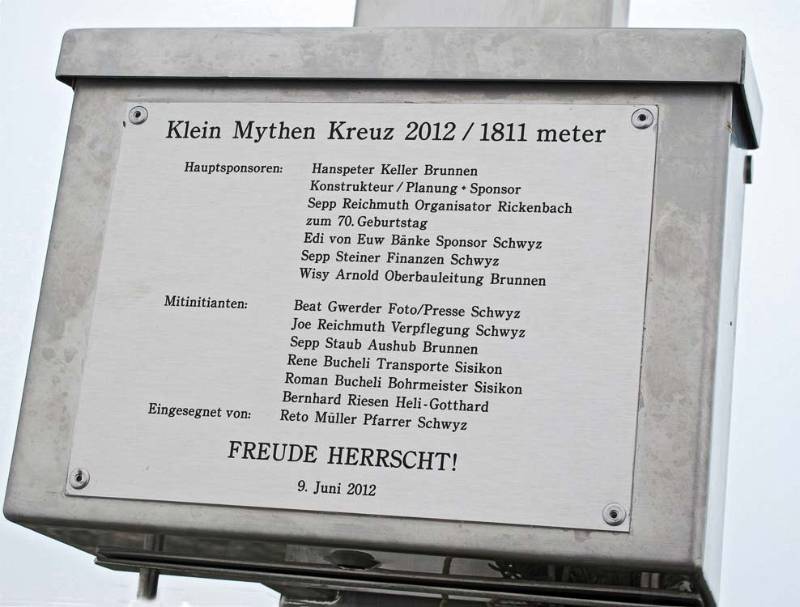 Klein Mythen Kreuz 2012 / 1811 meter
Hauptsponsoren: Hanspeter Keller Brunnen
Konstrukteur / Planung + Sponsor
Sepp Reichmuth Organisator Rickenbach
zum 70. Geburtstag
Edi von Euw Bänke Sponsor Schwyz
Sepp Steiner Finanzen Schwyz
Wisy Arnold Oberbauleitung Brunnen
Mitinitianten: Beat Gwerder Foto/Presse Schwyz
Joe Reichmuth Verpflegung Schwyz
Sepp Staub Aushub Brunnen
Rene Bucheli Transporte Sisikon
Roman Bucheli Bohrmeister Sisikon
Bernhard Riesen Heli-Gotthard
Eingesegnet von: Reto Müller Pfarrer Schwyz
FREUDE HERRSCHT!
9. Juni 2012